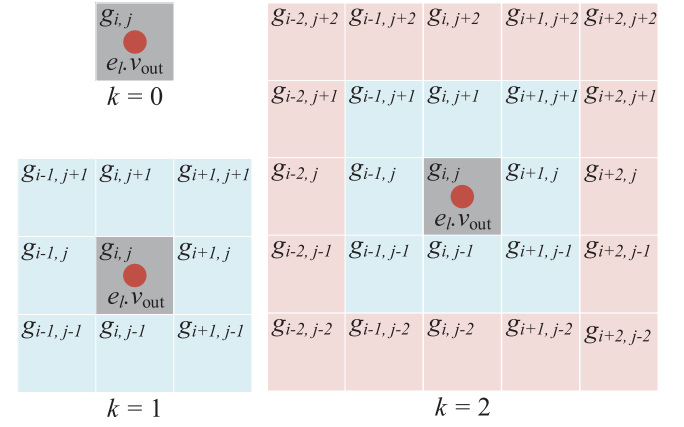 g_{i, j}
e_l.v_out
k = 0
g_{i-1, j+1} g_{i, j+1} g_{i+1, j+1}
g_{i-1, j} g_{i, j} g_{i+1, j}
e_l.v_out
g_{i-1, j-1} g_{i, j-1} g_{i+1, j-1}
k = 1
g_{i-2, j+2} g_{i-1, j+2} g_{i, j+2} g_{i+1, j+2} g_{i+2, j+2}
g_{i-2, j+1} g_{i-1, j+1} g_{i, j+1} g_{i+1, j+1} g_{i+2, j+1}
g_{i-2, j} g_{i-1, j} g_{i, j} g_{i+1, j} g_{i+2, j}
e_l.v_out
g_{i-2, j-1} g_{i-1, j-1} g_{i, j-1} g_{i+1, j-1} g_{i+2, j-1}
g_{i-2, j-2} g_{i-1, j-2} g_{i, j-2} g_{i+1, j-2} g_{i+2, j-2}
k = 2